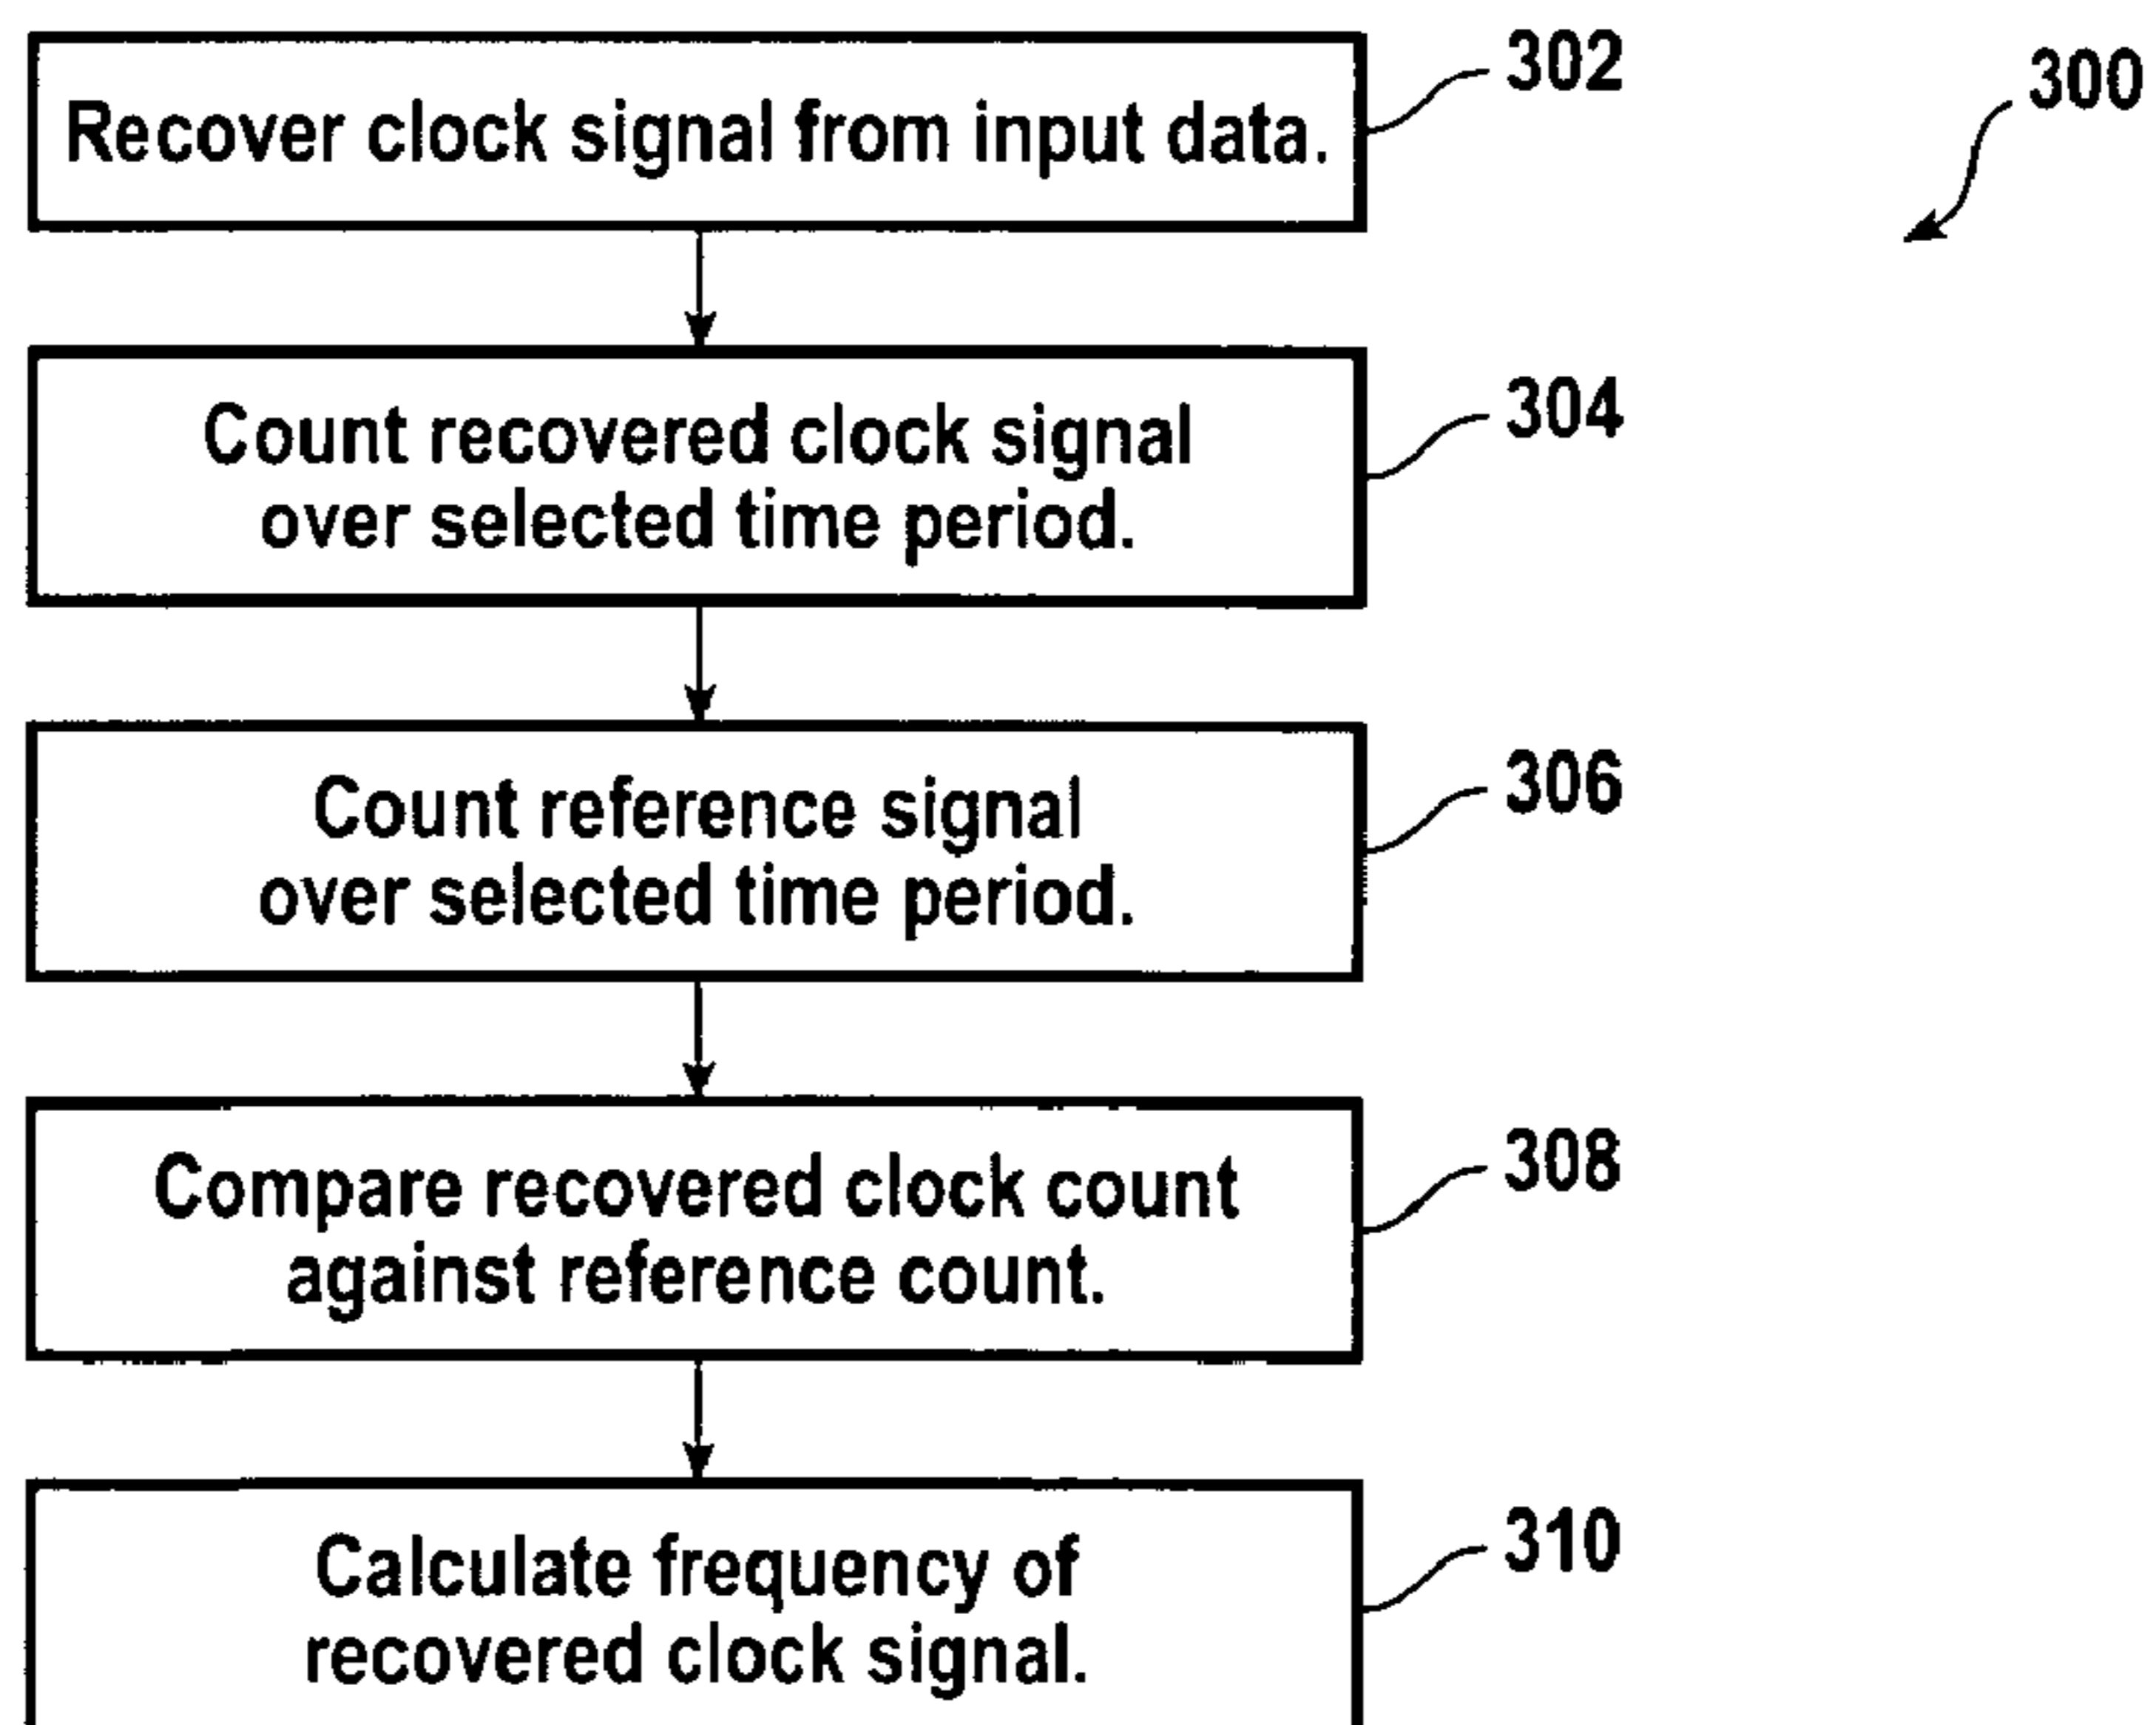 Recover clock signal from input data.
302
300
Count recovered clock signal
over selected time period.
304
Count reference signal
over selected time period.
306
Compare recovered clock count
against reference count.
308
Calculate frequency of
recovered clock signal.
310